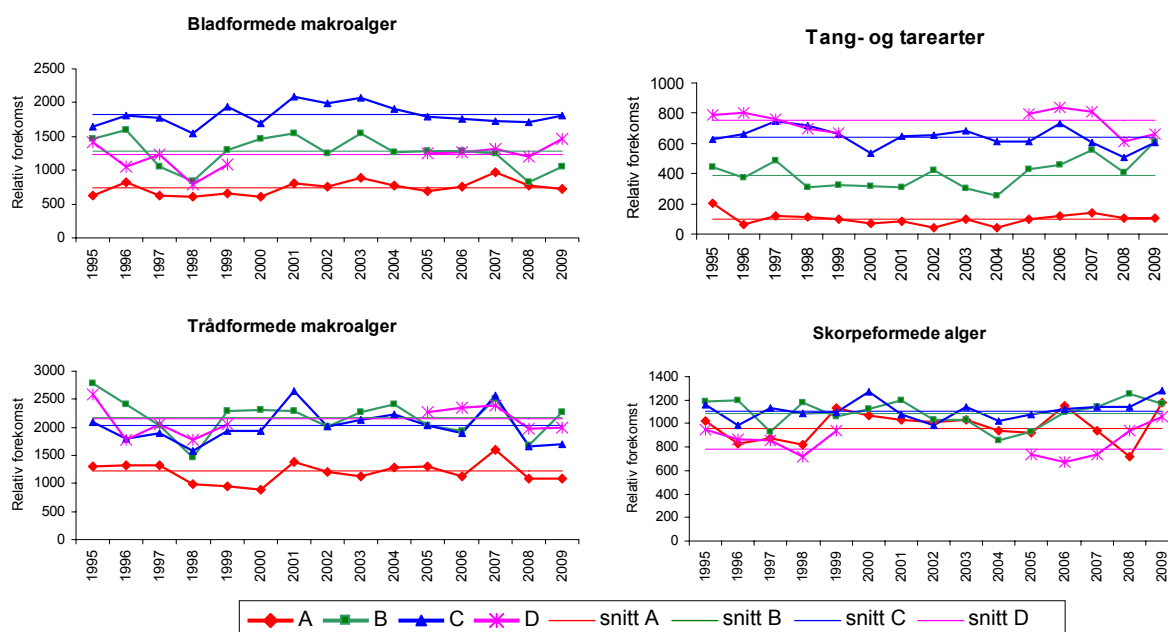 Bladformede makroalger
Relativ forekomst
2500
2000
1500
1000
500
0
1995 1996 1997 1998 1999 2000 2001 2002 2003 2004 2005 2006 2007 2008 2009
Tang- og tarearter
Relativ forekomst
1000
800
600
400
200
0
1995 1996 1997 1998 1999 2000 2001 2002 2003 2004 2005 2006 2007 2008 2009
Trådformede makroalger
Relativ forekomst
3000
2500
2000
1500
1000
500
0
1995 1996 1997 1998 1999 2000 2001 2002 2003 2004 2005 2006 2007 2008 2009
Skorpeformede alger
Relativ forekomst
1400
1200
1000
800
600
400
200
0
1995 1996 1997 1998 1999 2000 2001 2002 2003 2004 2005 2006 2007 2008 2009
A B C D snitt A snitt B snitt C snitt D